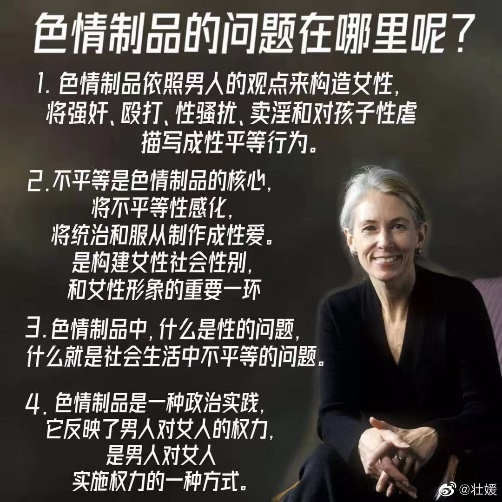 色情制品的问题在哪里呢？
1. 色情制品依照男人的观点来构造女性，
将强奸、殴打、性骚扰、卖淫和对孩子性虐
描写成性平等行为。
2.不平等是色情制品的核心，
将不平等性感化，
将统治和服从制作成性爱。
是构建女性社会性别，
和女性形象的重要一环
3.色情制品中，什么是性的问题，
什么就是社会生活中不平等的问题。
4. 色情制品是一种政治实践，
它反映了男人对女人的权力，
是男人对女人
实施权力的一种方式。
@壮媛